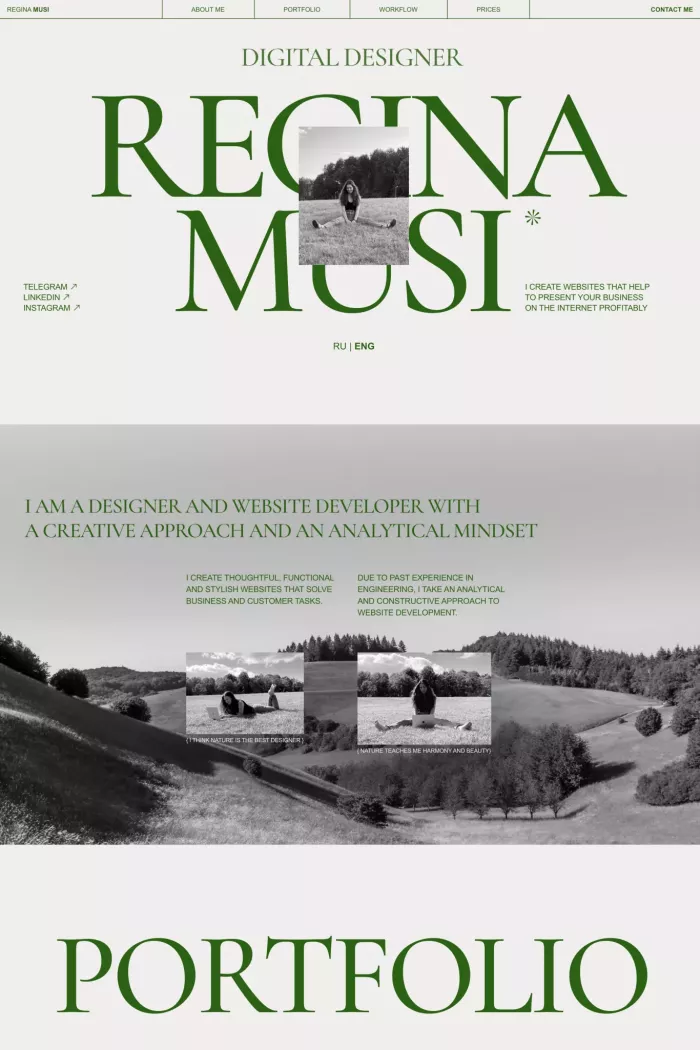 REGINA MUSI
ABOUT ME
PORTFOLIO
WORKFLOW
PRICES
CONTACT ME
DIGITAL DESIGNER
REGINA
MUSI*
TELEGRAM ↗
LINKEDIN ↗
INSTAGRAM ↗
I CREATE WEBSITES THAT HELP
TO PRESENT YOUR BUSINESS
ON THE INTERNET PROFITABLY
RU | ENG
I AM A DESIGNER AND WEBSITE DEVELOPER WITH
A CREATIVE APPROACH AND AN ANALYTICAL MINDSET
I CREATE THOUGHTFUL, FUNCTIONAL
AND STYLISH WEBSITES THAT SOLVE
BUSINESS AND CUSTOMER TASKS.
DUE TO PAST EXPERIENCE IN
ENGINEERING, I TAKE AN ANALYTICAL
AND CONSTRUCTIVE APPROACH TO
WEBSITE DEVELOPMENT.
( I THINK NATURE IS THE BEST DESIGNER )
( NATURE TEACHES ME HARMONY AND BEAUTY)
PORTFOLIO